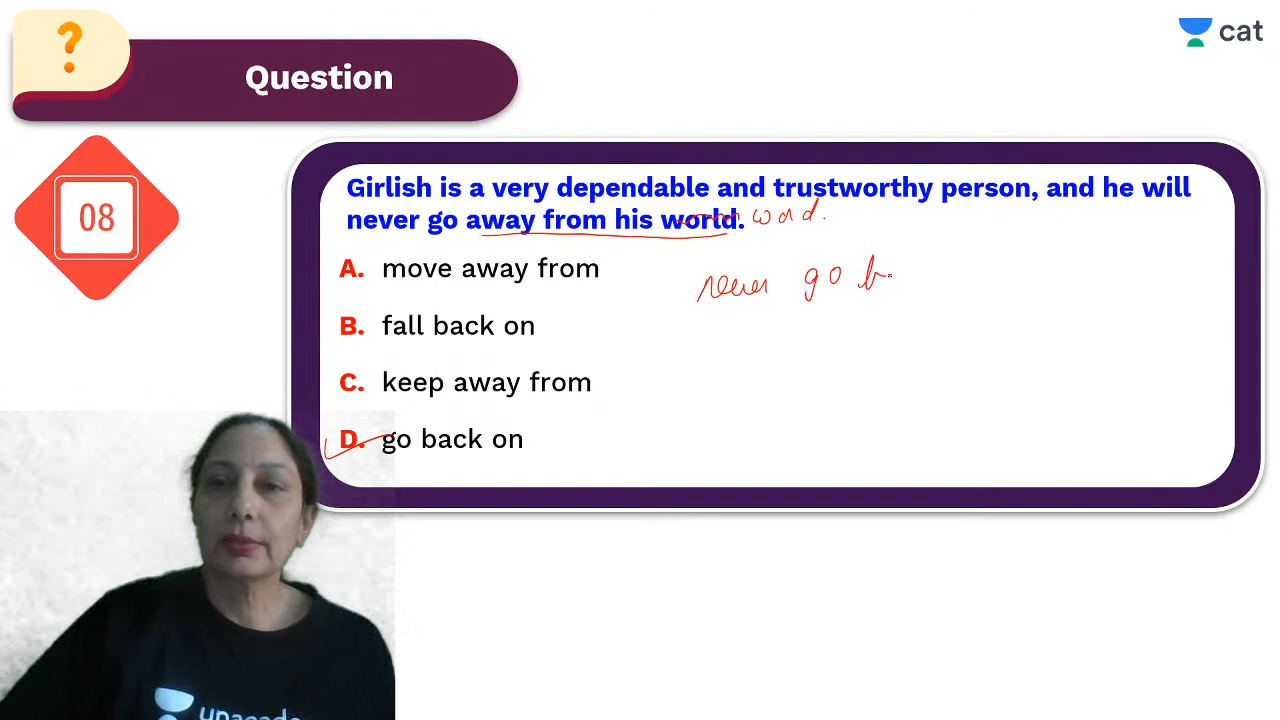 ?
cat
Question
08
Girlish is a very dependable and trustworthy person, and he will
never go away from his world. word.
A. move away from
never go b
B. fall back on
C. keep away from
D. go back on